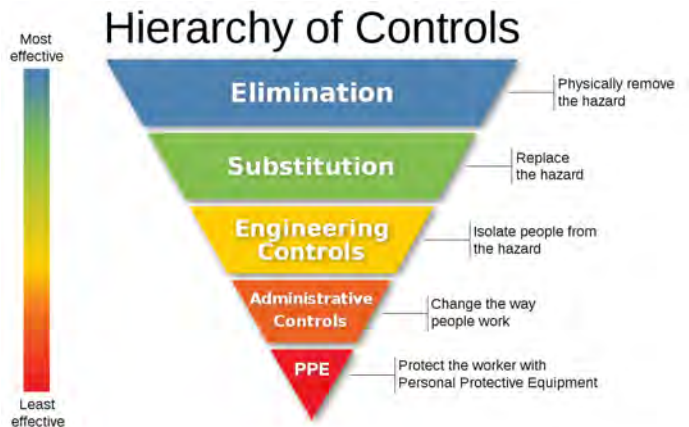 Hierarchy of Controls
Most
effective
Elimination
Physically remove
the hazard
Substitution
Replace
the hazard
Engineering
Controls
Isolate people from
the hazard
Administrative
Controls
Change the way
people work
PPE
Protect the worker with
Personal Protective Equipment
Least
effective